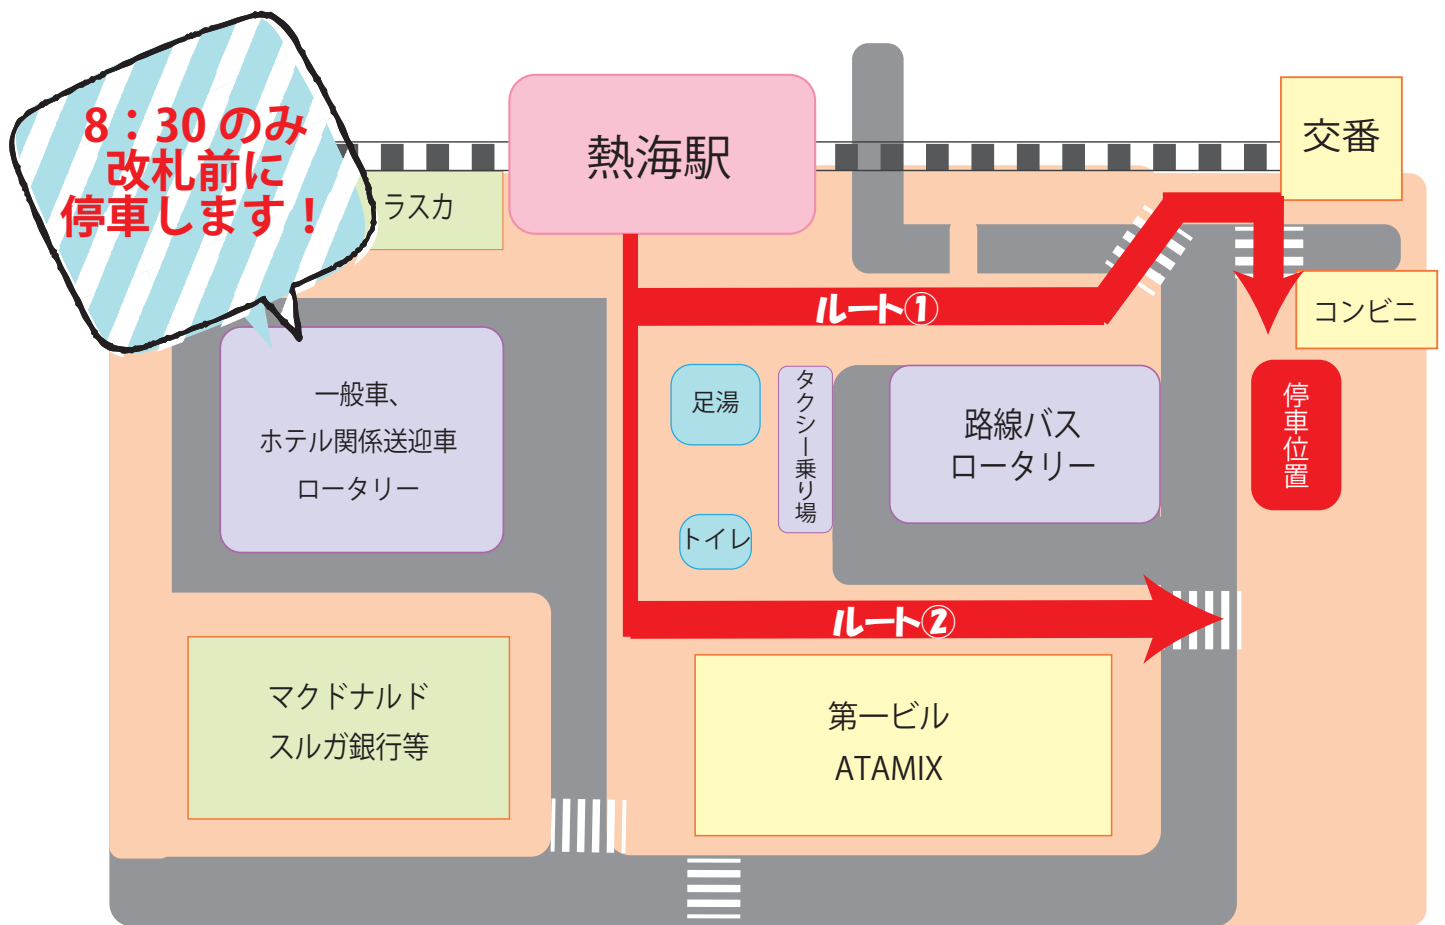 8：30のみ
改札前に
停車します！
熱海駅
交番
ラスカ
ルート①
コンビニ
一般車、
ホテル関係送迎車
ロータリー
足湯
タクシー乗り場
路線バス
ロータリー
停車位置
トイレ
ルート②
マクドナルド
スルガ銀行等
第一ビル
ATAMIX